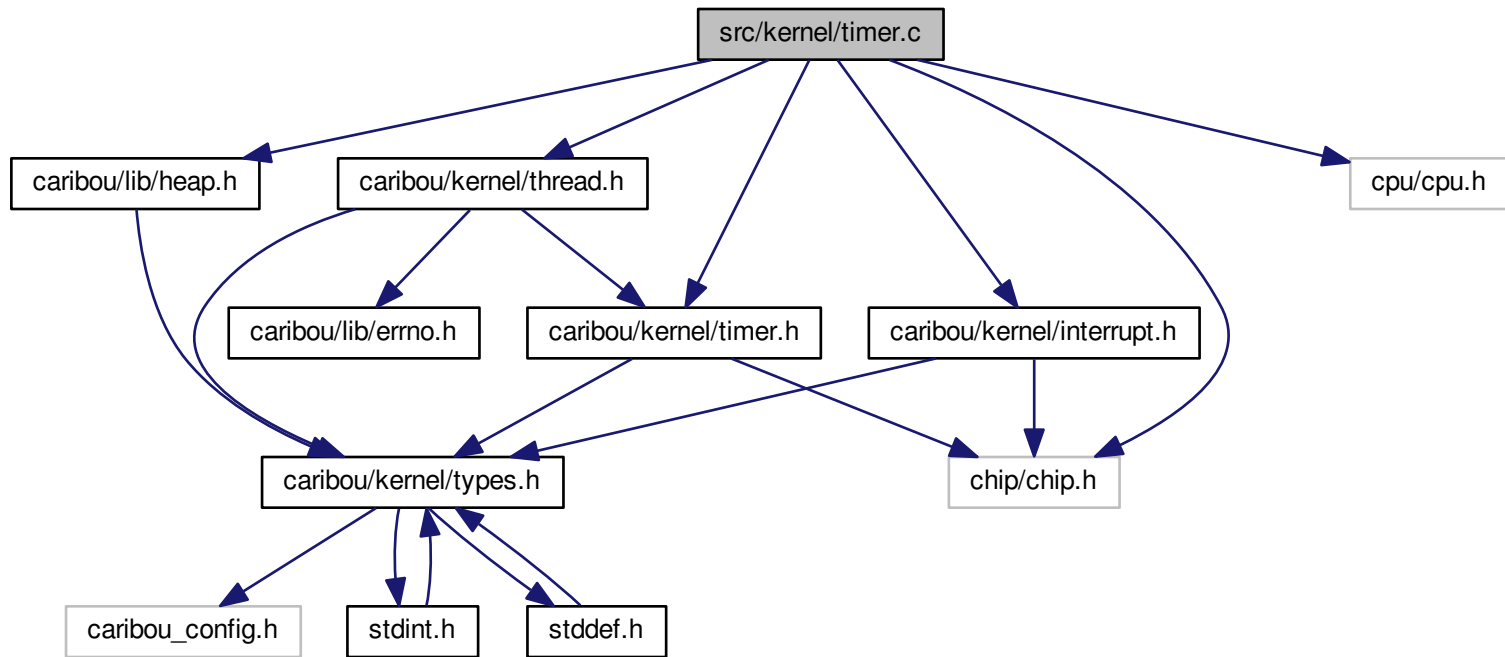 src/kernel/timer.c
caribou/lib/heap.h
caribou/kernel/thread.h
cpu/cpu.h
caribou/lib/errno.h
caribou/kernel/timer.h
caribou/kernel/interrupt.h
caribou/kernel/types.h
chip/chip.h
caribou_config.h
stdint.h
stddef.h